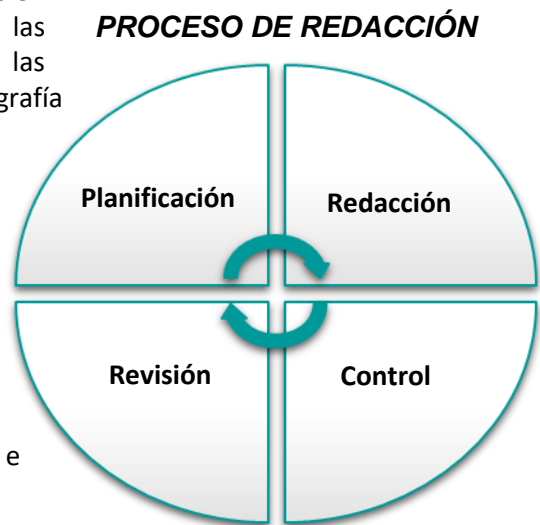 las
PROCESO DE REDACCIÓN
las
grafía
Planificación
Redacción
Revisión
Control
e